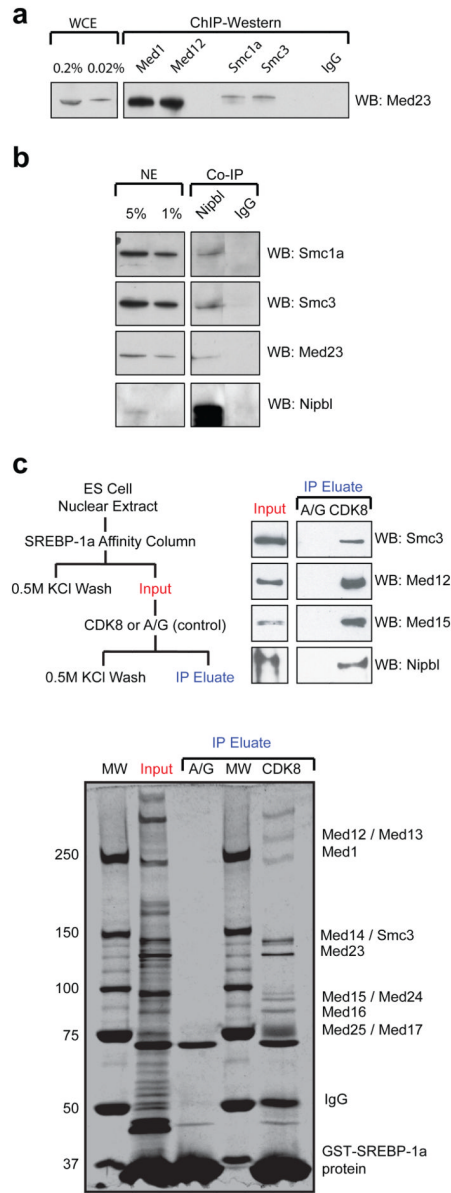 a
WCE
ChIP-Western
0.2% 0.02% Med1 Med12 Smc1a Smc3 IgG
WB: Med23
b
NE Co-IP
5% 1% Nipbl IgG
WB: Smc1a
WB: Smc3
WB: Med23
WB: Nipbl
c
ES Cell
Nuclear Extract
SREBP-1a Affinity Column
0.5M KCl Wash Input
CDK8 or A/G (control)
0.5M KCl Wash IP Eluate
IP Eluate
Input A/G CDK8
WB: Smc3
WB: Med12
WB: Med15
WB: Nipbl
IP Eluate
MW Input A/G MW CDK8
250
150
100
75
50
37
Med12 / Med13
Med1
Med14 / Smc3
Med23
Med15 / Med24
Med16
Med25 / Med17
IgG
GST-SREBP-1a
protein